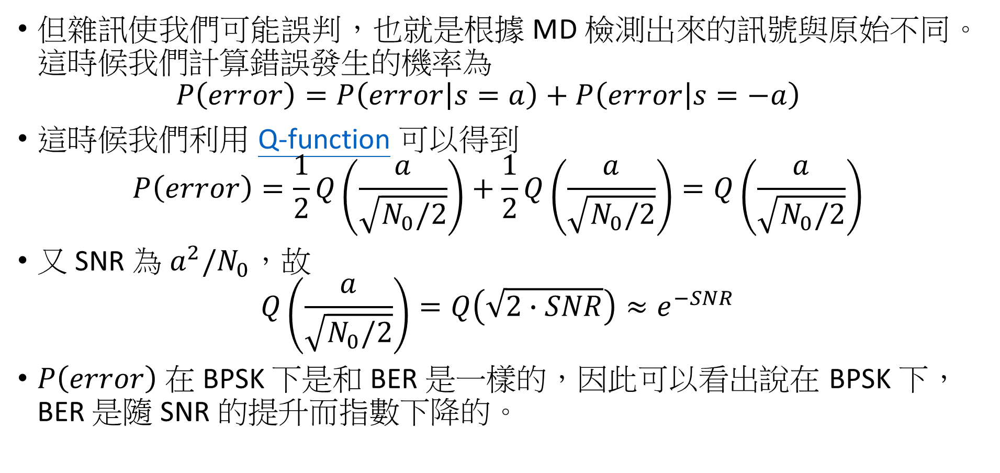 • 但雜訊使我們可能誤判，也就是根據 MD 檢測出來的訊號與原始不同。
這時候我們計算錯誤發生的機率為
P(error) = P(error|s = a) + P(error|s = −a)
• 這時候我們利用 Q-function 可以得到
P(error) = \frac{1}{2} Q\left(\frac{a}{\sqrt{N_0/2}}\right) + \frac{1}{2} Q\left(\frac{a}{\sqrt{N_0/2}}\right) = Q\left(\frac{a}{\sqrt{N_0/2}}\right)
• 又 SNR 為 a^2/N_0，故
Q\left(\frac{a}{\sqrt{N_0/2}}\right) = Q(\sqrt{2 \cdot SNR}) ≈ e^{−SNR}
• P(error) 在 BPSK 下是和 BER 是一樣的，因此可以看出說在 BPSK 下，
BER 是隨 SNR 的提升而指數下降的。